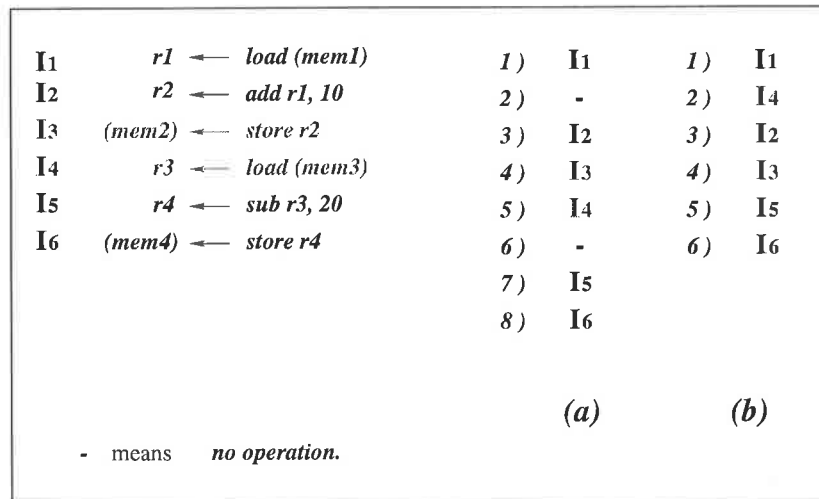 I1 r1 ← load (mem1) 1) I1 1) I1
I2 r2 ← add r1, 10 2) - 2) I4
I3 (mem2) ← store r2 3) I2 3) I2
I4 r3 ← load (mem3) 4) I3 4) I3
I5 r4 ← sub r3, 20 5) I4 5) I5
I6 (mem4) ← store r4 6) - 6) I6
7) I5
8) I6
(a) (b)
- means no operation.